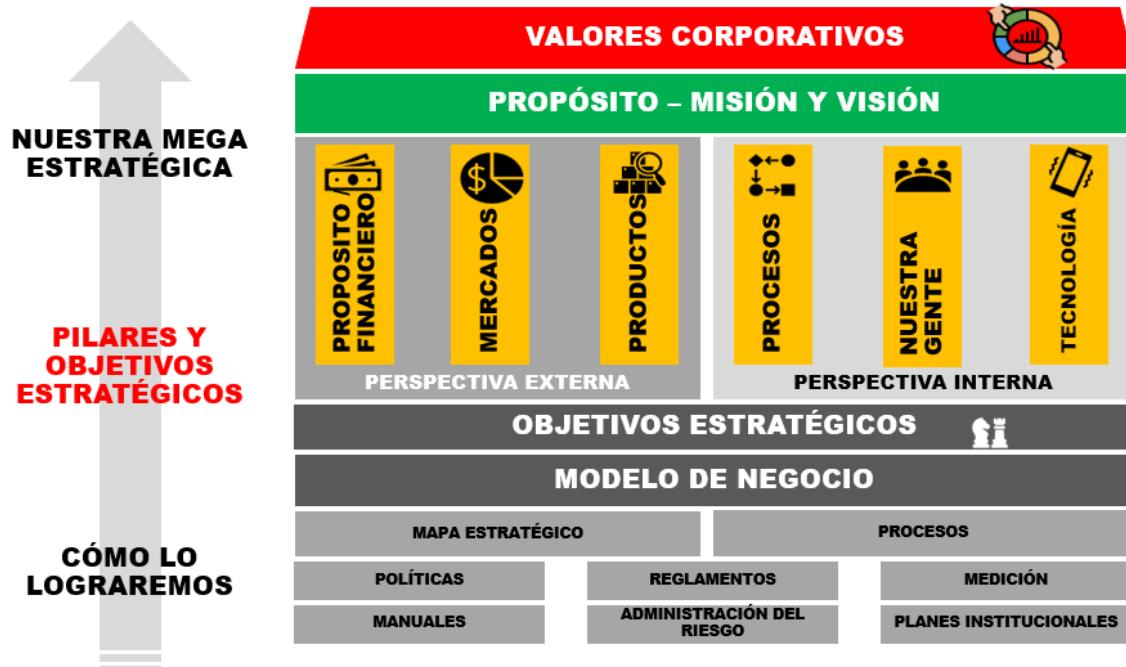 VALORES CORPORATIVOS
PROPÓSITO – MISIÓN Y VISIÓN
NUESTRA MEGA
ESTRATÉGICA
PROPOSITO
FINANCIERO
MERCADOS
PRODUCTOS
PROCESOS
NUESTRA
GENTE
TECNOLOGÍA
PILARES Y
OBJETIVOS
ESTRATÉGICOS
PERSPECTIVA EXTERNA
PERSPECTIVA INTERNA
OBJETIVOS ESTRATÉGICOS
MODELO DE NEGOCIO
CÓMO LO
LOGRAREMOS
MAPA ESTRATÉGICO
PROCESOS
POLÍTICAS
REGLAMENTOS
MEDICIÓN
MANUALES
ADMINISTRACIÓN DEL
RIESGO
PLANES INSTITUCIONALES